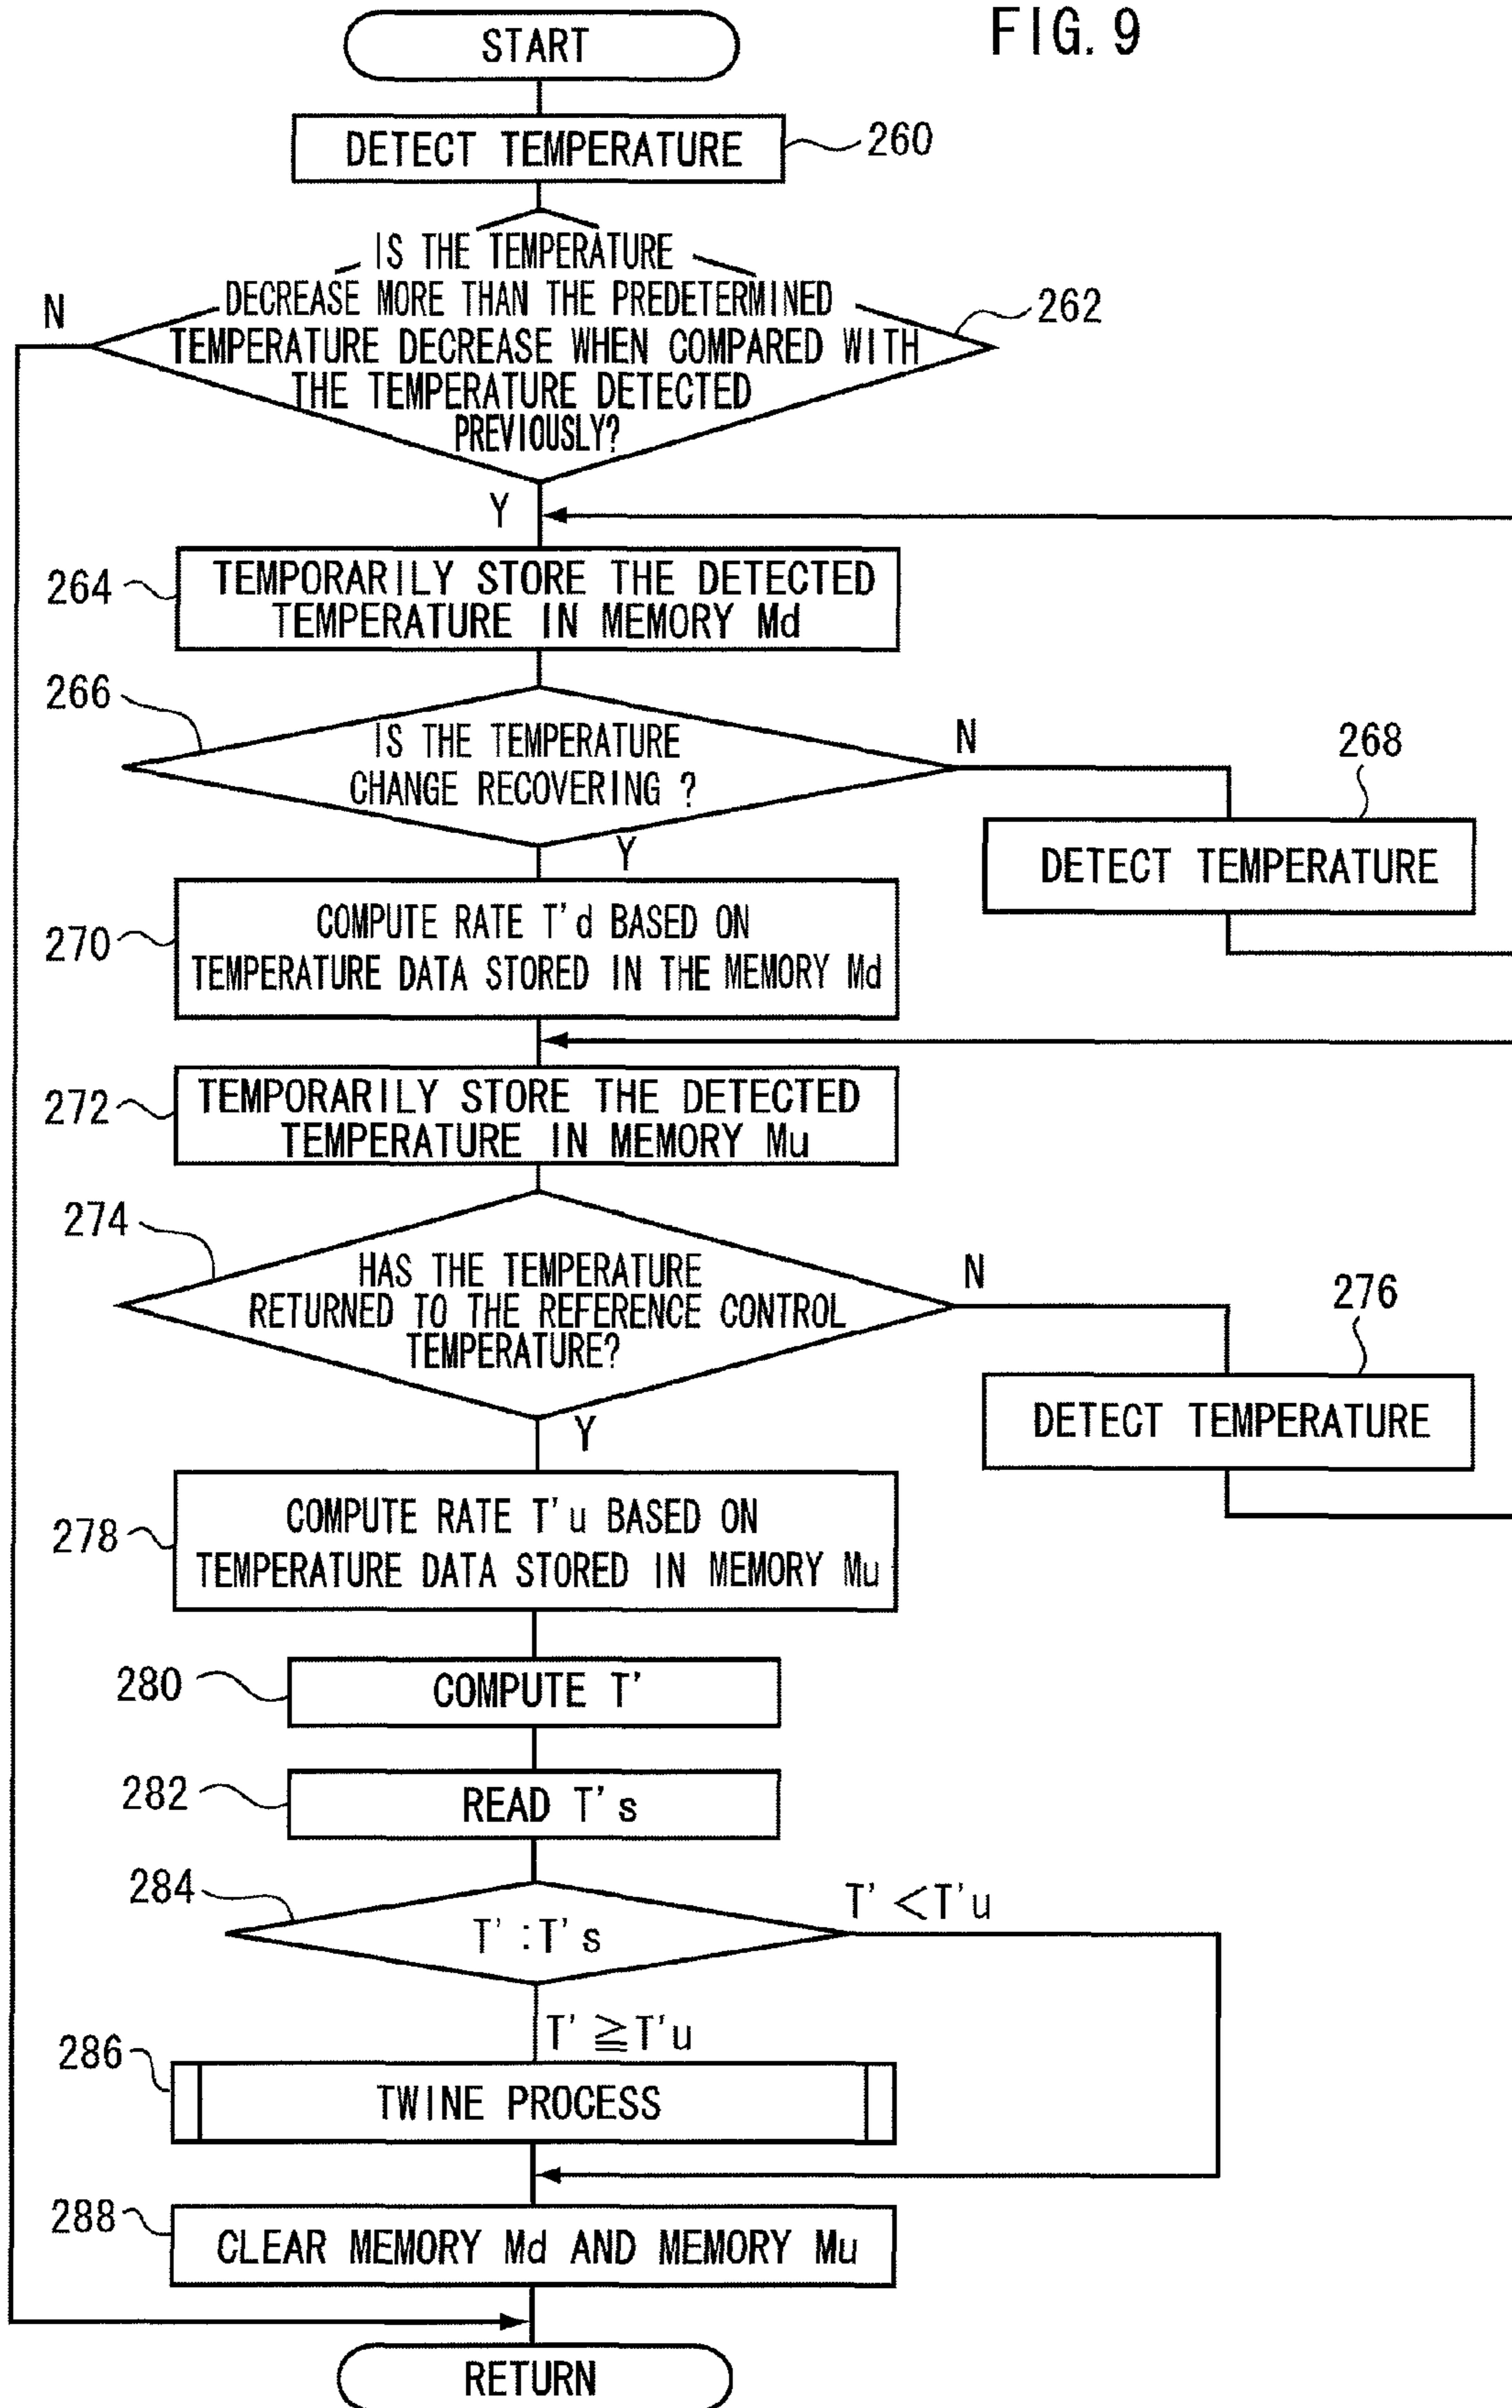 FIG. 9
START
DETECT TEMPERATURE
260
IS THE TEMPERATURE
DECREASE MORE THAN THE PREDETERMINED
TEMPERATURE DECREASE WHEN COMPARED WITH
THE TEMPERATURE DETECTED
PREVIOUSLY?
N
262
Y
264
TEMPORARILY STORE THE DETECTED
TEMPERATURE IN MEMORY Md
266
IS THE TEMPERATURE
CHANGE RECOVERING ?
N
268
DETECT TEMPERATURE
Y
270
COMPUTE RATE T'd BASED ON
TEMPERATURE DATA STORED IN THE MEMORY Md
272
TEMPORARILY STORE THE DETECTED
TEMPERATURE IN MEMORY Mu
274
HAS THE TEMPERATURE
RETURNED TO THE REFERENCE CONTROL
TEMPERATURE?
N
276
DETECT TEMPERATURE
Y
278
COMPUTE RATE T'u BASED ON
TEMPERATURE DATA STORED IN MEMORY Mu
280
COMPUTE T'
282
READ T's
284
T' :T's
T' <T'u
T' ≧T'u
286
TWINE PROCESS
288
CLEAR MEMORY Md AND MEMORY Mu
RETURN